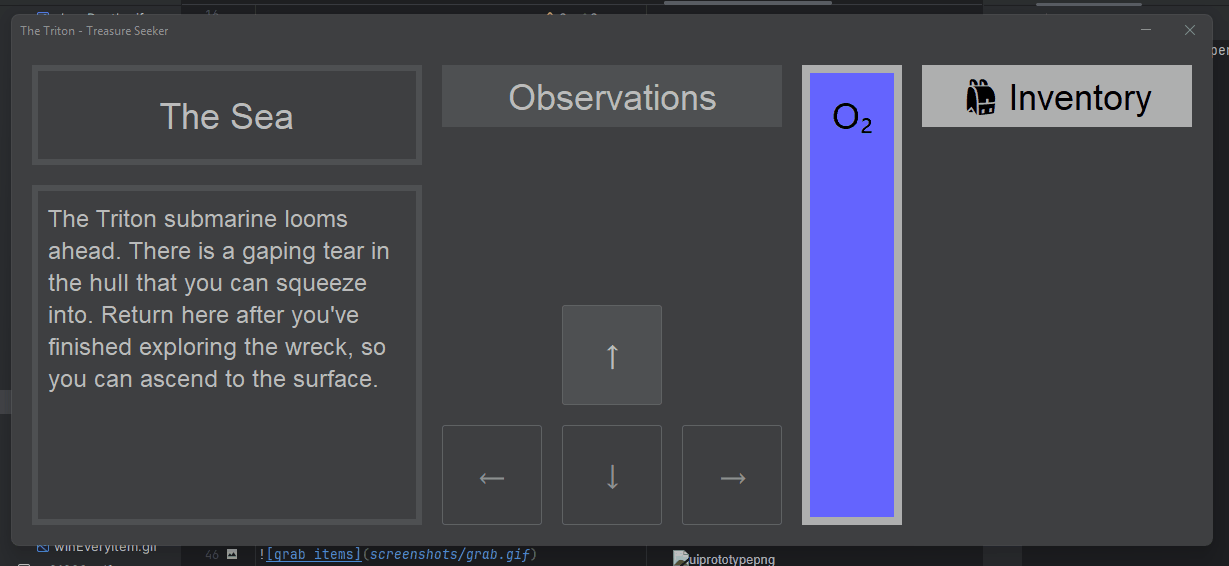 The Triton - Treasure Seeker
The Sea
Observations
O₂
Inventory
The Triton submarine looms
ahead. There is a gaping tear in
the hull that you can squeeze
into. Return here after you've
finished exploring the wreck, so
you can ascend to the surface.
↑
← ↓ →
winEveryItem.gif
46
![grab items](screenshots/grab.gif)
uiprototypepng